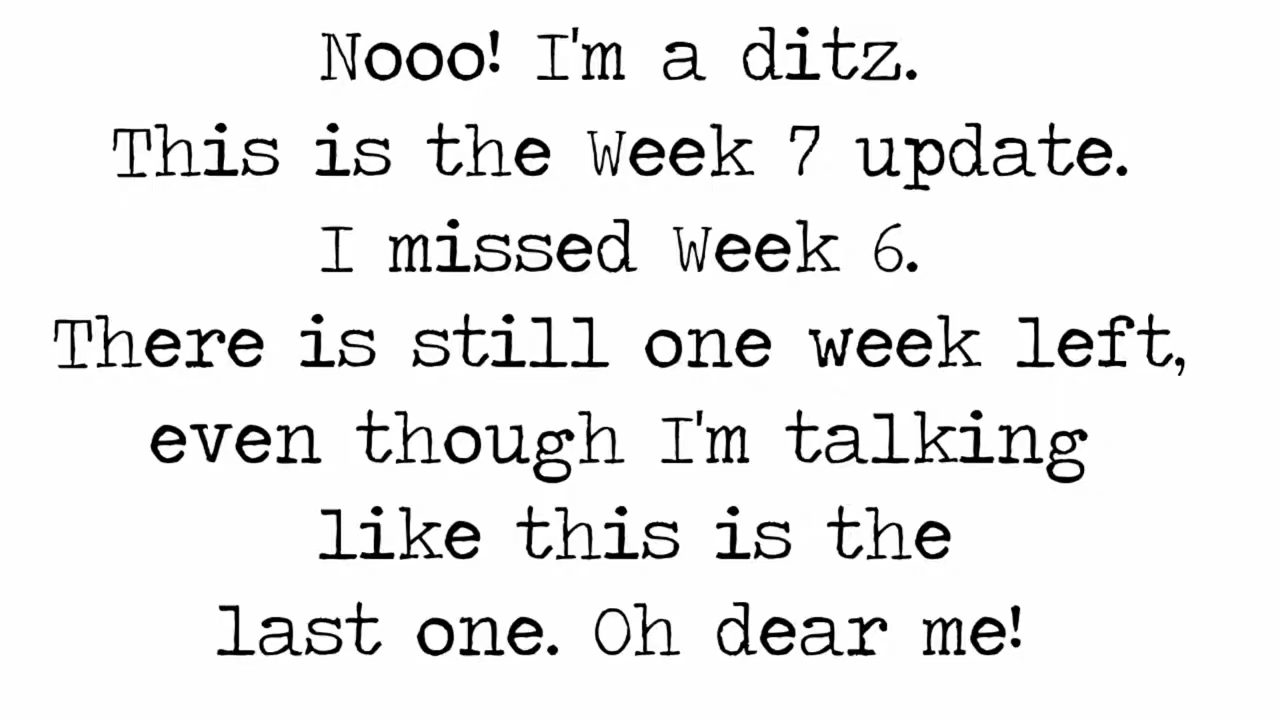 Nooo! I'm a ditz.
This is the Week 7 update.
I missed Week 6.
There is still one week left,
even though I'm talking
like this is the
last one. Oh dear me!